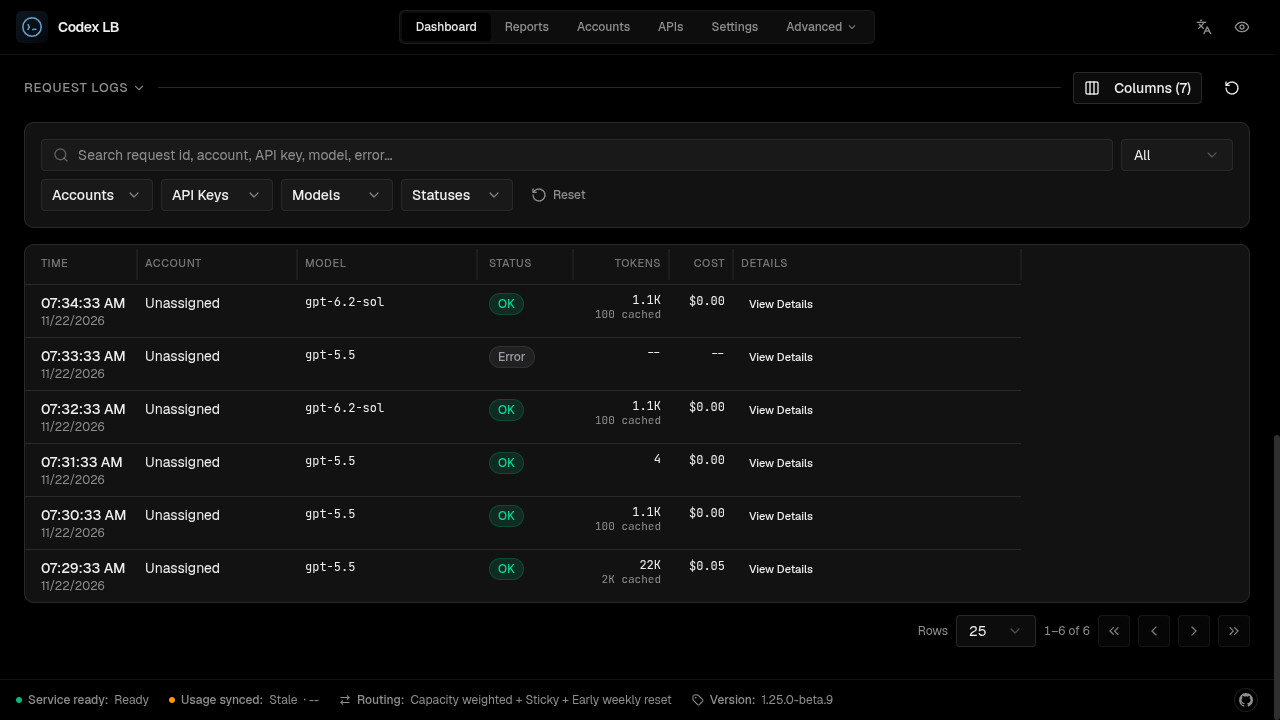 Codex LB
Dashboard Reports Accounts APIs Settings Advanced
REQUEST LOGS
Columns (7)
Search request id, account, API key, model, error...
All
Accounts API Keys Models Statuses Reset
TIME ACCOUNT MODEL STATUS TOKENS COST DETAILS
07:34:33 AM Unassigned gpt-6.2-sol OK 1.1K $0.00 View Details
11/22/2026 100 cached
07:33:33 AM Unassigned gpt-5.5 Error -- -- View Details
11/22/2026
07:32:33 AM Unassigned gpt-6.2-sol OK 1.1K $0.00 View Details
11/22/2026 100 cached
07:31:33 AM Unassigned gpt-5.5 OK 4 $0.00 View Details
11/22/2026
07:30:33 AM Unassigned gpt-5.5 OK 1.1K $0.00 View Details
11/22/2026 100 cached
07:29:33 AM Unassigned gpt-5.5 OK 22K $0.05 View Details
11/22/2026 2K cached
Rows 25 1–6 of 6
Service ready: Ready Usage synced: Stale · -- Routing: Capacity weighted + Sticky + Early weekly reset Version: 1.25.0-beta.9